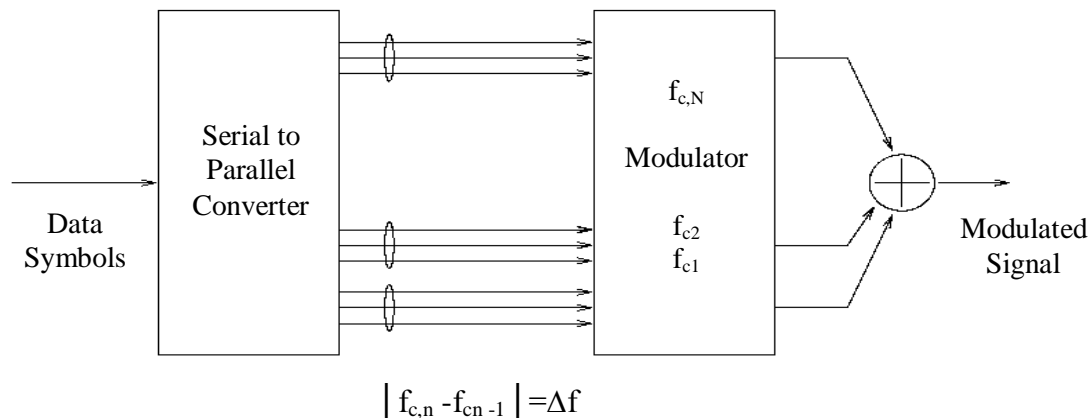 Serial to
Parallel
Converter
Data
Symbols
f_{c,N}
Modulator
f_{c2}
f_{c1}
Modulated
Signal
| f_{c,n} -f_{cn -1} | =Δf